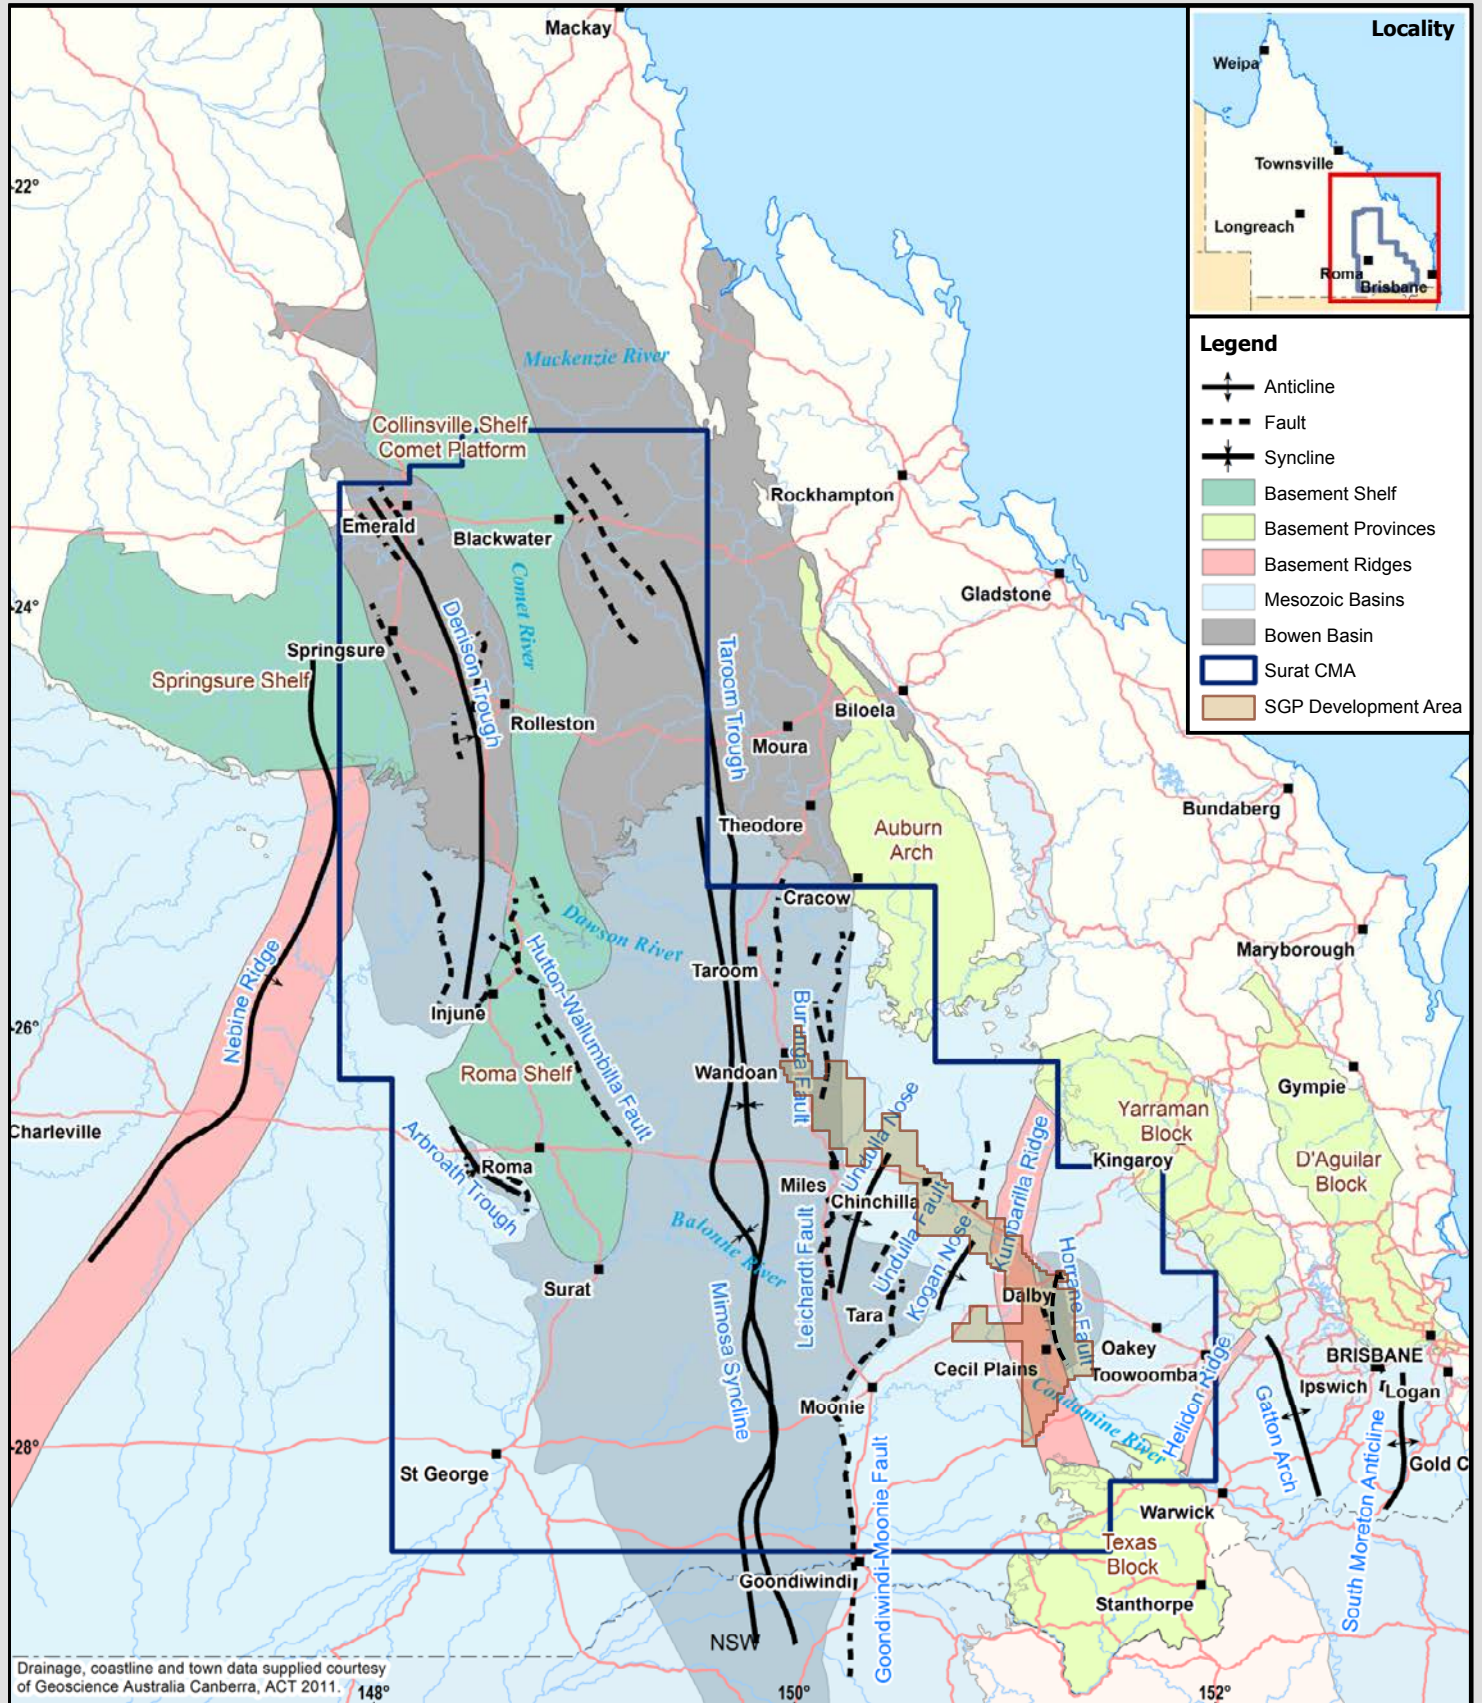 Mackay
Locality
Weipa
Townsville
Longreach
Roma
Brisbane
22°
Legend
Anticline
Fault
Syncline
Basement Shelf
Basement Provinces
Basement Ridges
Mesozoic Basins
Bowen Basin
Surat CMA
SGP Development Area
Mackenzie River
Collinsville Shelf
Comet Platform
Rockhampton
Emerald
Blackwater
Comet River
Gladstone
24°
Denison Trough
Springsure
Springsure Shelf
Taroom Trough
Rolleston
Biloela
Moura
Bundaberg
Theodore
Auburn
Arch
Cracow
Dawson River
Maryborough
Nebine Ridge
Hutton-Wallumbilla Fault
Taroom
Injune
26°
Burunga Fault
Roma Shelf
Wandoan
Gympie
Undulla Nose
Yarraman
Block
Charleville
Arbroath Trough
Roma
Kumbarilla Ridge
Kingaroy
D'Aguilar
Block
Miles
Chinchilla
Balonne River
Leichardt Fault
Undulla Fault
Kogan Nose
Horrane Fault
Surat
Mimosa Syncline
Tara
Dalby
Oakey
Cecil Plains
Toowoomba
Helidon Ridge
BRISBANE
Ipswich
Logan
Moonie
Condamine River
Gatton Arch
South Moreton Anticline
28°
St George
Gold C
Goondiwindi-Moonie Fault
Warwick
Texas
Block
Goondiwindi
Stanthorpe
NSW
Drainage, coastline and town data supplied courtesy
of Geoscience Australia Canberra, ACT 2011.
148°
150°
152°